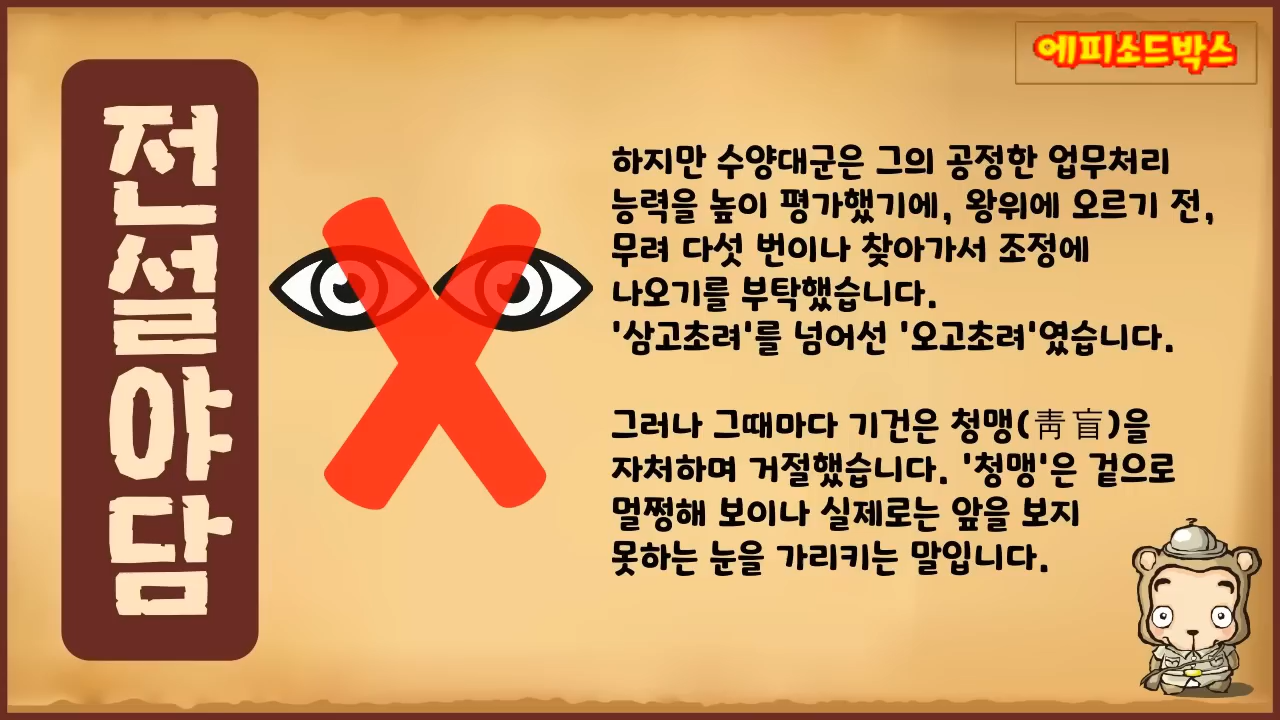 에피소드박스
전설야담
하지만 수양대군은 그의 공정한 업무처리
능력을 높이 평가했기에, 왕위에 오르기 전,
무려 다섯 번이나 찾아가서 조정에
나오기를 부탁했습니다.
'삼고초려'를 넘어선 '오고초려'였습니다.
그러나 그때마다 기건은 청맹(靑盲)을
자처하며 거절했습니다. '청맹'은 겉으로
멀쩡해 보이나 실제로는 앞을 보지
못하는 눈을 가리키는 말입니다.